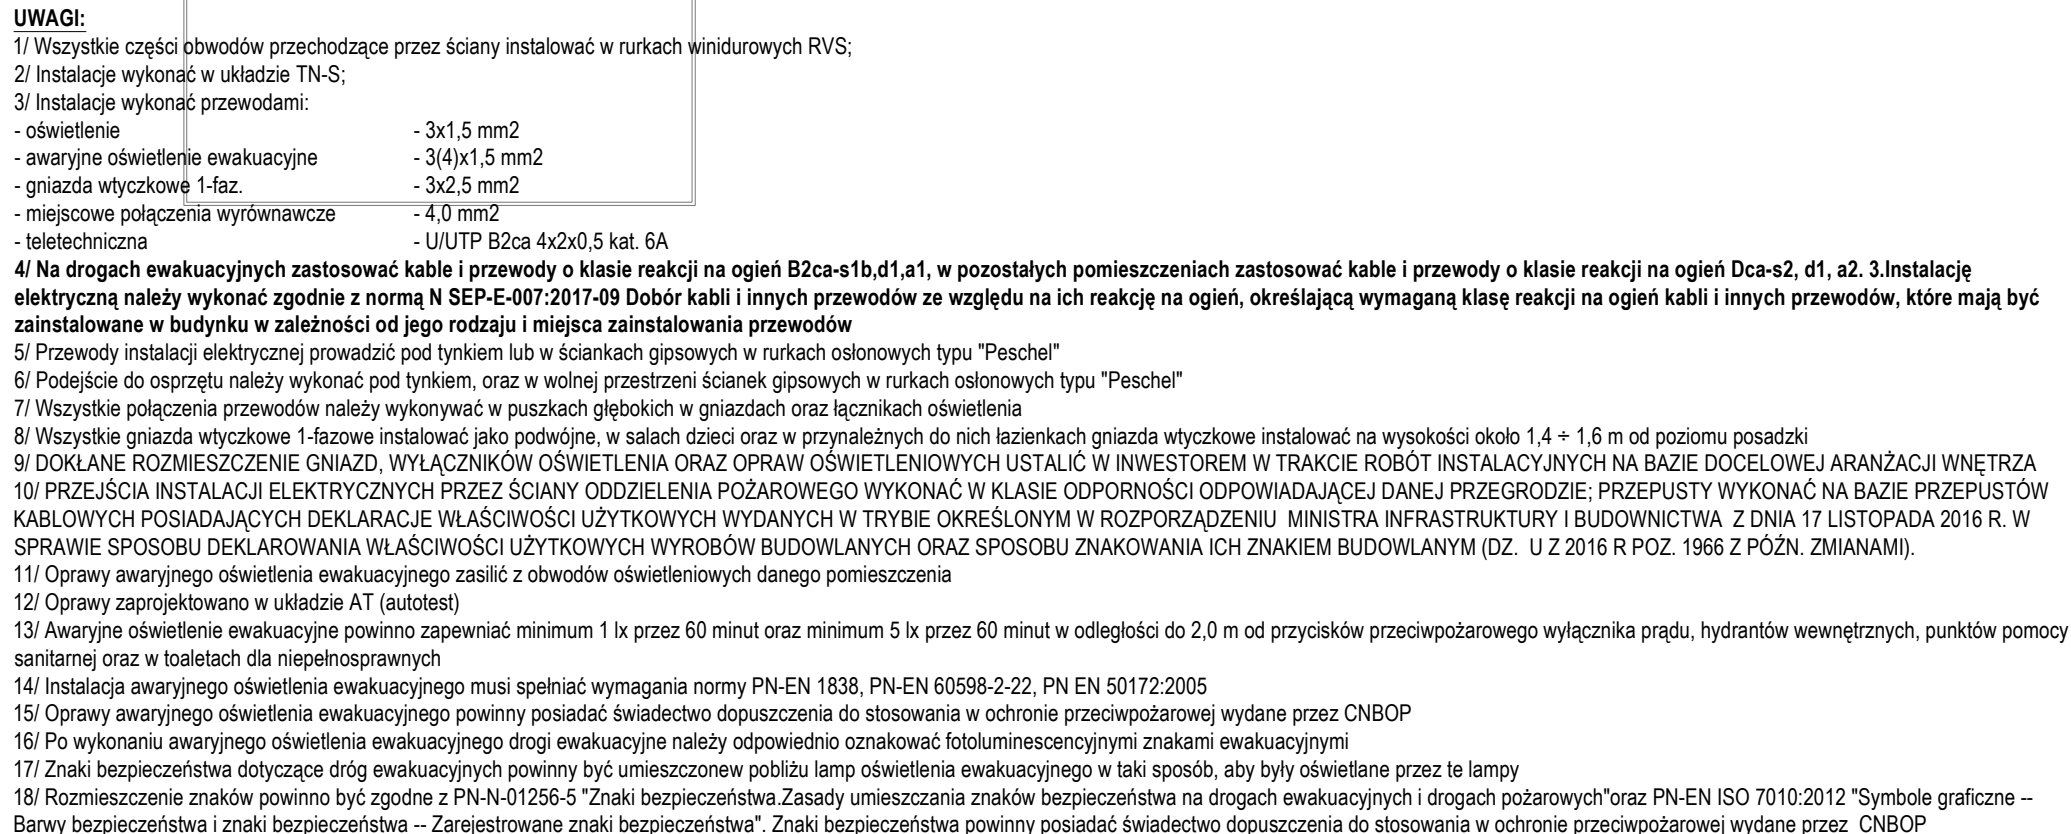 UWAGI:
1/ Wszystkie części obwodów przechodzące przez ściany instalować w rurkach winidurowych RVS;
2/ Instalacje wykonać w układzie TN-S;
3/ Instalacje wykonać przewodami:
- oświetlenie - 3x1,5 mm2
- awaryjne oświetlenie ewakuacyjne - 3(4)x1,5 mm2
- gniazda wtyczkowe 1-faz. - 3x2,5 mm2
- miejscowe połączenia wyrównawcze - 4,0 mm2
- teletechniczna - U/UTP B2ca 4x2x0,5 kat. 6A
4/ Na drogach ewakuacyjnych zastosować kable i przewody o klasie reakcji na ogień B2ca-s1b,d1,a1, w pozostałych pomieszczeniach zastosować kable i przewody o klasie reakcji na ogień Dca-s2, d1, a2. 3.Instalację
elektryczną należy wykonać zgodnie z normą N SEP-E-007:2017-09 Dobór kabli i innych przewodów ze względu na ich reakcję na ogień, określającą wymaganą klasę reakcji na ogień kabli i innych przewodów, które mają być
zainstalowane w budynku w zależności od jego rodzaju i miejsca zainstalowania przewodów
5/ Przewody instalacji elektrycznej prowadzić pod tynkiem lub w ściankach gipsowych w rurkach osłonowych typu "Peschel"
6/ Podejście do osprzętu należy wykonać pod tynkiem, oraz w wolnej przestrzeni ścianek gipsowych w rurkach osłonowych typu "Peschel"
7/ Wszystkie połączenia przewodów należy wykonywać w puszkach głębokich w gniazdach oraz łącznikach oświetlenia
8/ Wszystkie gniazda wtyczkowe 1-fazowe instalować jako podwójne, w salach dzieci oraz w przynależnych do nich łazienkach gniazda wtyczkowe instalować na wysokości około 1,4 ÷ 1,6 m od poziomu posadzki
9/ DOKŁANE ROZMIESZCZENIE GNIAZD, WYŁĄCZNIKÓW OŚWIETLENIA ORAZ OPRAW OŚWIETLENIOWYCH USTALIĆ W INWESTOREM W TRAKCIE ROBÓT INSTALACYJNYCH NA BAZIE DOCELOWEJ ARANŻACJI WNĘTRZA
10/ PRZEJŚCIA INSTALACJI ELEKTRYCZNYCH PRZEZ ŚCIANY ODDZIELENIA POŻAROWEGO WYKONAĆ W KLASIE ODPORNOŚCI ODPOWIADAJĄCEJ DANEJ PRZEGRODZIE; PRZEPUSTY WYKONAĆ NA BAZIE PRZEPUSTÓW
KABLOWYCH POSIADAJĄCYCH DEKLARACJE WŁAŚCIWOŚCI UŻYTKOWYCH WYDANYCH W TRYBIE OKREŚLONYM W ROZPORZĄDZENIU MINISTRA INFRASTRUKTURY I BUDOWNICTWA Z DNIA 17 LISTOPADA 2016 R. W
SPRAWIE SPOSOBU DEKLAROWANIA WŁAŚCIWOŚCI UŻYTKOWYCH WYROBÓW BUDOWLANYCH ORAZ SPOSOBU ZNAKOWANIA ICH ZNAKIEM BUDOWLANYM (DZ. U Z 2016 R POZ. 1966 Z PÓŹN. ZMIANAMI).
11/ Oprawy awaryjnego oświetlenia ewakuacyjnego zasilić z obwodów oświetleniowych danego pomieszczenia
12/ Oprawy zaprojektowano w układzie AT (autotest)
13/ Awaryjne oświetlenie ewakuacyjne powinno zapewniać minimum 1 lx przez 60 minut oraz minimum 5 lx przez 60 minut w odległości do 2,0 m od przycisków przeciwpożarowego wyłącznika prądu, hydrantów wewnętrznych, punktów pomocy
sanitarnej oraz w toaletach dla niepełnosprawnych
14/ Instalacja awaryjnego oświetlenia ewakuacyjnego musi spełniać wymagania normy PN-EN 1838, PN-EN 60598-2-22, PN EN 50172:2005
15/ Oprawy awaryjnego oświetlenia ewakuacyjnego powinny posiadać świadectwo dopuszczenia do stosowania w ochronie przeciwpożarowej wydane przez CNBOP
16/ Po wykonaniu awaryjnego oświetlenia ewakuacyjnego drogi ewakuacyjne należy odpowiednio oznakować fotoluminescencyjnymi znakami ewakuacyjnymi
17/ Znaki bezpieczeństwa dotyczące dróg ewakuacyjnych powinny być umieszczonew pobliżu lamp oświetlenia ewakuacyjnego w taki sposób, aby były oświetlane przez te lampy
18/ Rozmieszczenie znaków powinno być zgodne z PN-N-01256-5 "Znaki bezpieczeństwa.Zasady umieszczania znaków bezpieczeństwa na drogach ewakuacyjnych i drogach pożarowych"oraz PN-EN ISO 7010:2012 "Symbole graficzne --
Barwy bezpieczeństwa i znaki bezpieczeństwa -- Zarejestrowane znaki bezpieczeństwa". Znaki bezpieczeństwa powinny posiadać świadectwo dopuszczenia do stosowania w ochronie przeciwpożarowej wydane przez CNBOP